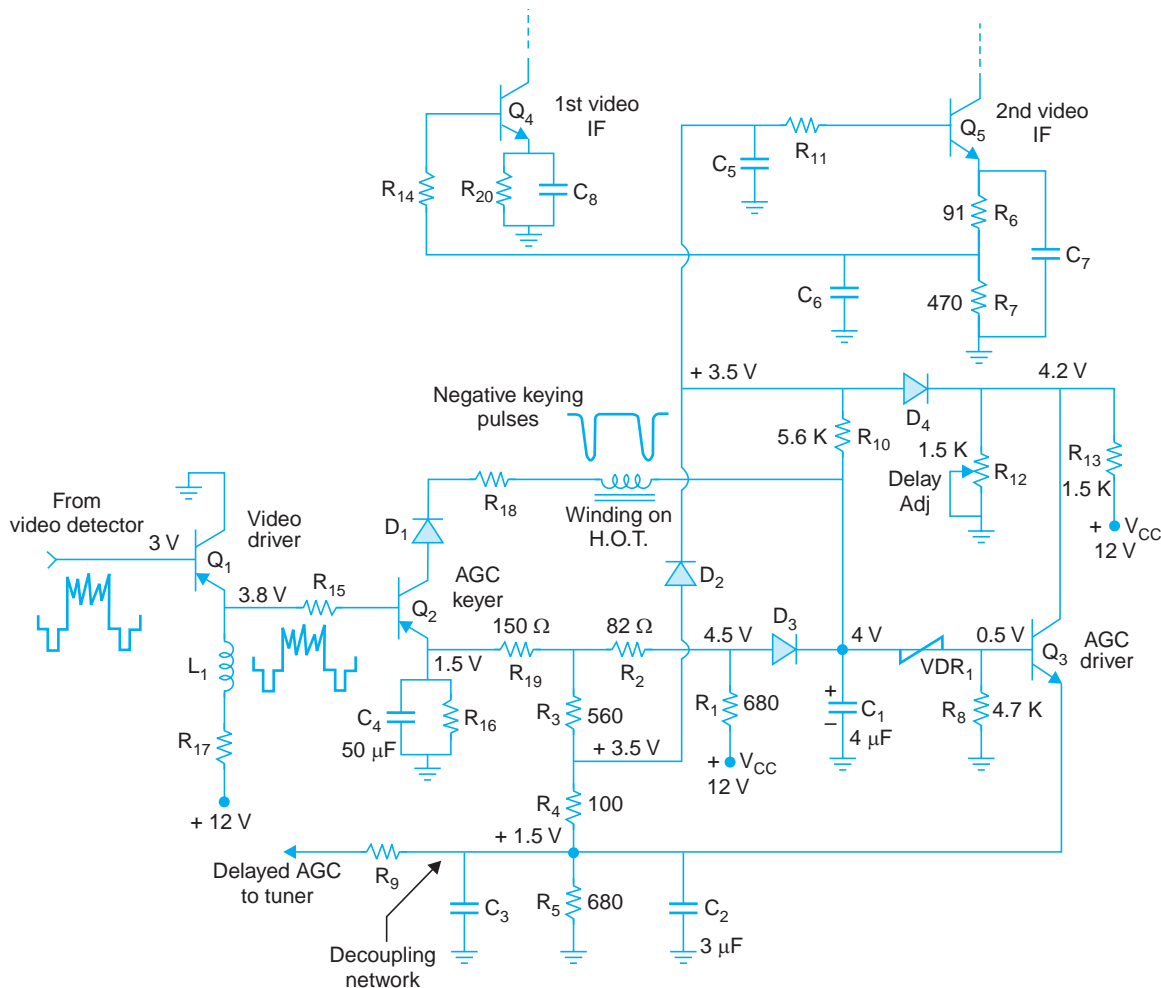 Q4
1st video
IF
R14
R20
C8
C5
R11
Q5
2nd video
IF
91
R6
C7
C6
470
R7
+ 3.5 V
4.2 V
D4
Negative keying
pulses
5.6 K
R10
1.5 K
R12
Delay
Adj
R13
1.5 K
+
VCC
12 V
R18
Winding on
H.O.T.
From
video detector
Video
driver
3 V
Q1
D1
3.8 V
R15
AGC
keyer
Q2
D2
1.5 V
150 Ω
R19
82 Ω
R2
4.5 V
D3
4 V
VDR1
0.5 V
Q3
AGC
driver
L1
R17
+ 12 V
C4
50 μF
R16
R3
560
+ 3.5 V
R1
680
+
VCC
12 V
+
–
C1
4 μF
R8
4.7 K
R4
100
+ 1.5 V
Delayed AGC
to tuner
R9
C3
R5
680
C2
3 μF
Decoupling
network